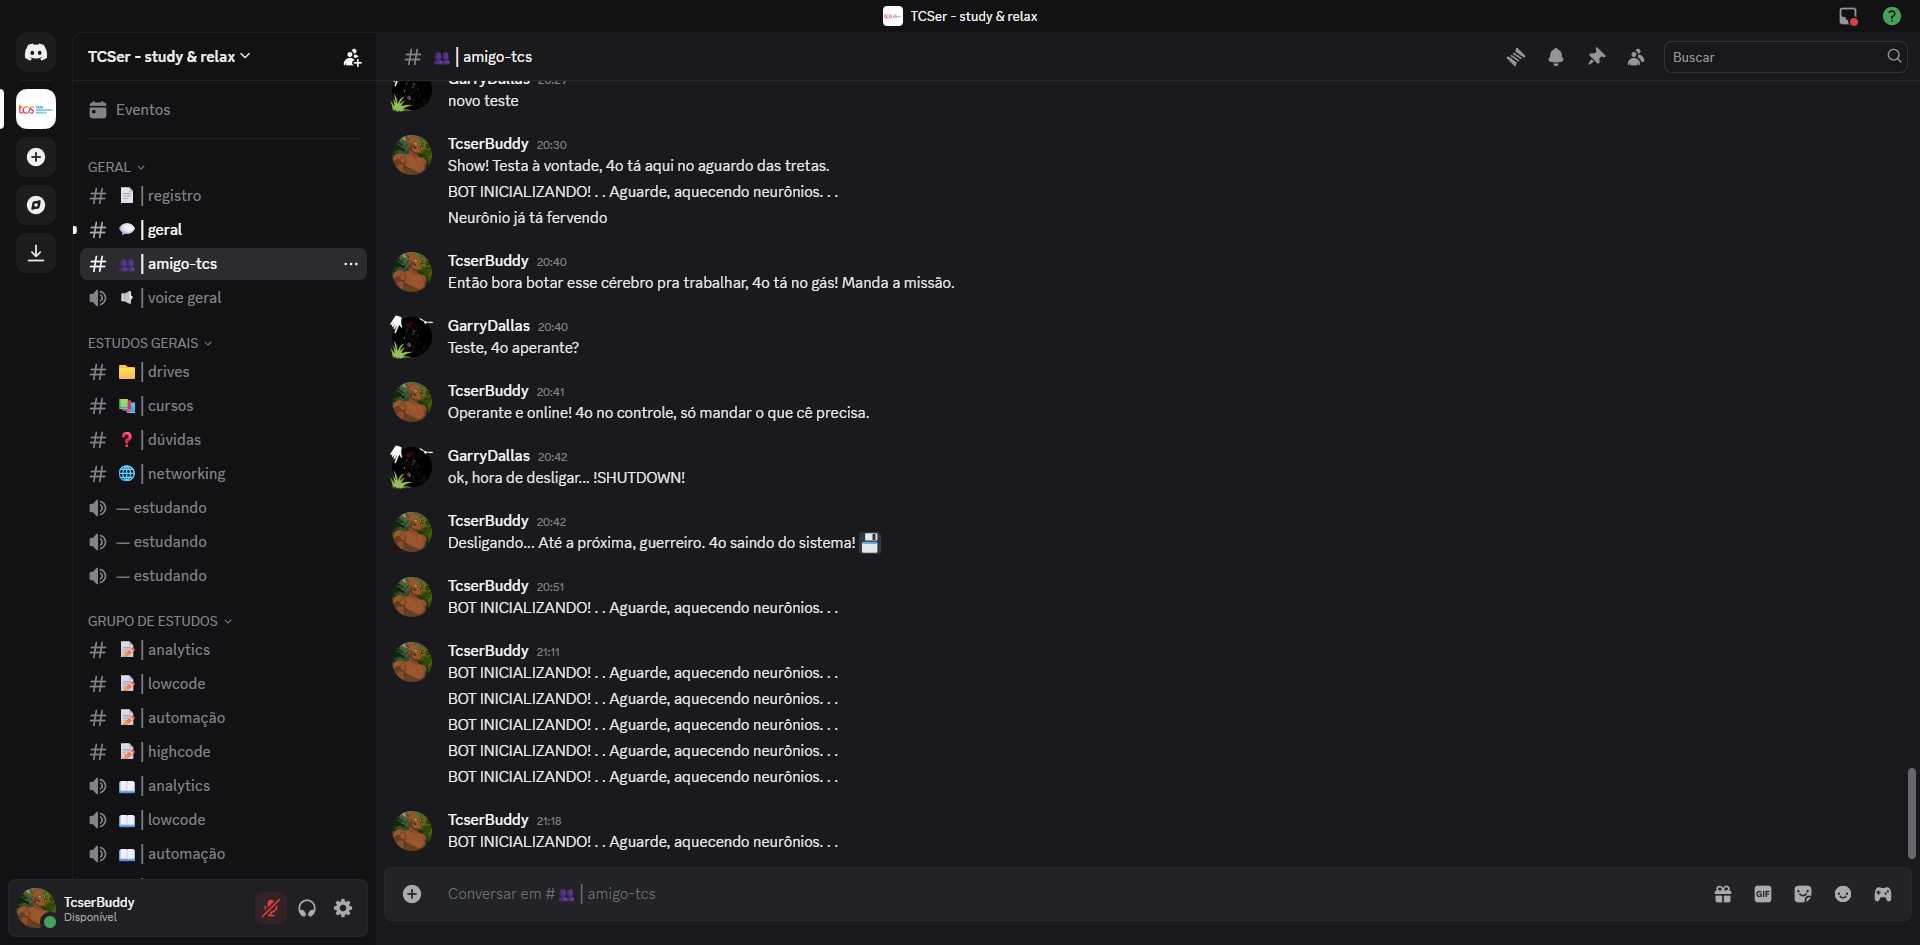 TCSer - study & relax
TCSer - study & relax
Eventos
GERAL
registro
geral
amigo-tcs
voice geral
ESTUDOS GERAIS
drives
cursos
dúvidas
networking
— estudando
— estudando
— estudando
GRUPO DE ESTUDOS
analytics
lowcode
automação
highcode
analytics
lowcode
automação
TcserBuddy
Disponível
# amigo-tcs
Buscar
GarryDallas
novo teste
TcserBuddy 20:30
Show! Testa à vontade, 4o tá aqui no aguardo das tretas.
BOT INICIALIZANDO! . . Aguarde, aquecendo neurônios. . .
Neurônio já tá fervendo
TcserBuddy 20:40
Então bora botar esse cérebro pra trabalhar, 4o tá no gás! Manda a missão.
GarryDallas 20:40
Teste, 4o aperante?
TcserBuddy 20:41
Operante e online! 4o no controle, só mandar o que cê precisa.
GarryDallas 20:42
ok, hora de desligar... !SHUTDOWN!
TcserBuddy 20:42
Desligando... Até a próxima, guerreiro. 4o saindo do sistema!
TcserBuddy 20:51
BOT INICIALIZANDO! . . Aguarde, aquecendo neurônios. . .
TcserBuddy 21:11
BOT INICIALIZANDO! . . Aguarde, aquecendo neurônios. . .
BOT INICIALIZANDO! . . Aguarde, aquecendo neurônios. . .
BOT INICIALIZANDO! . . Aguarde, aquecendo neurônios. . .
BOT INICIALIZANDO! . . Aguarde, aquecendo neurônios. . .
BOT INICIALIZANDO! . . Aguarde, aquecendo neurônios. . .
TcserBuddy 21:18
BOT INICIALIZANDO! . . Aguarde, aquecendo neurônios. . .
Conversar em # 👥 | amigo-tcs
GIF